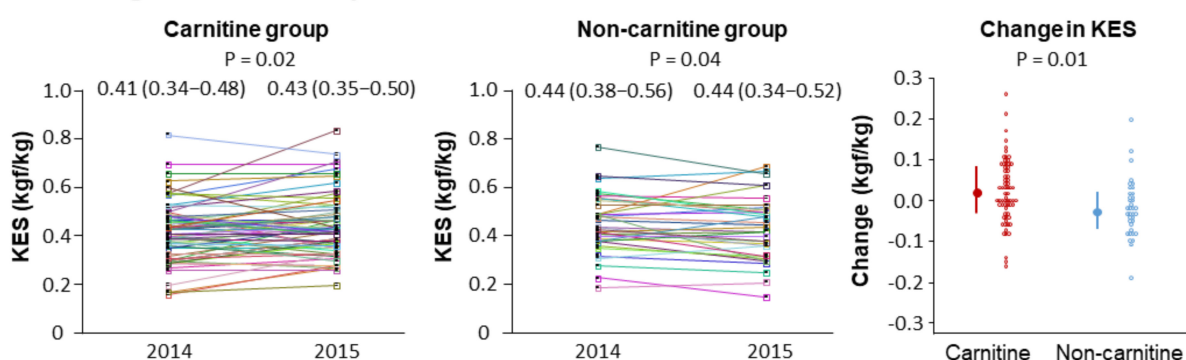 Carnitine group
P = 0.02
0.41 (0.34−0.48) 0.43 (0.35−0.50)
KES (kgf/kg)
1.0
0.8
0.6
0.4
0.2
0
2014 2015
Non-carnitine group
P = 0.04
0.44 (0.38−0.56) 0.44 (0.34−0.52)
KES (kgf/kg)
1.0
0.8
0.6
0.4
0.2
0
2014 2015
Change in KES
P = 0.01
Change (kgf/kg)
0.3
0.2
0.1
0.0
-0.1
-0.2
-0.3
Carnitine Non-carnitine